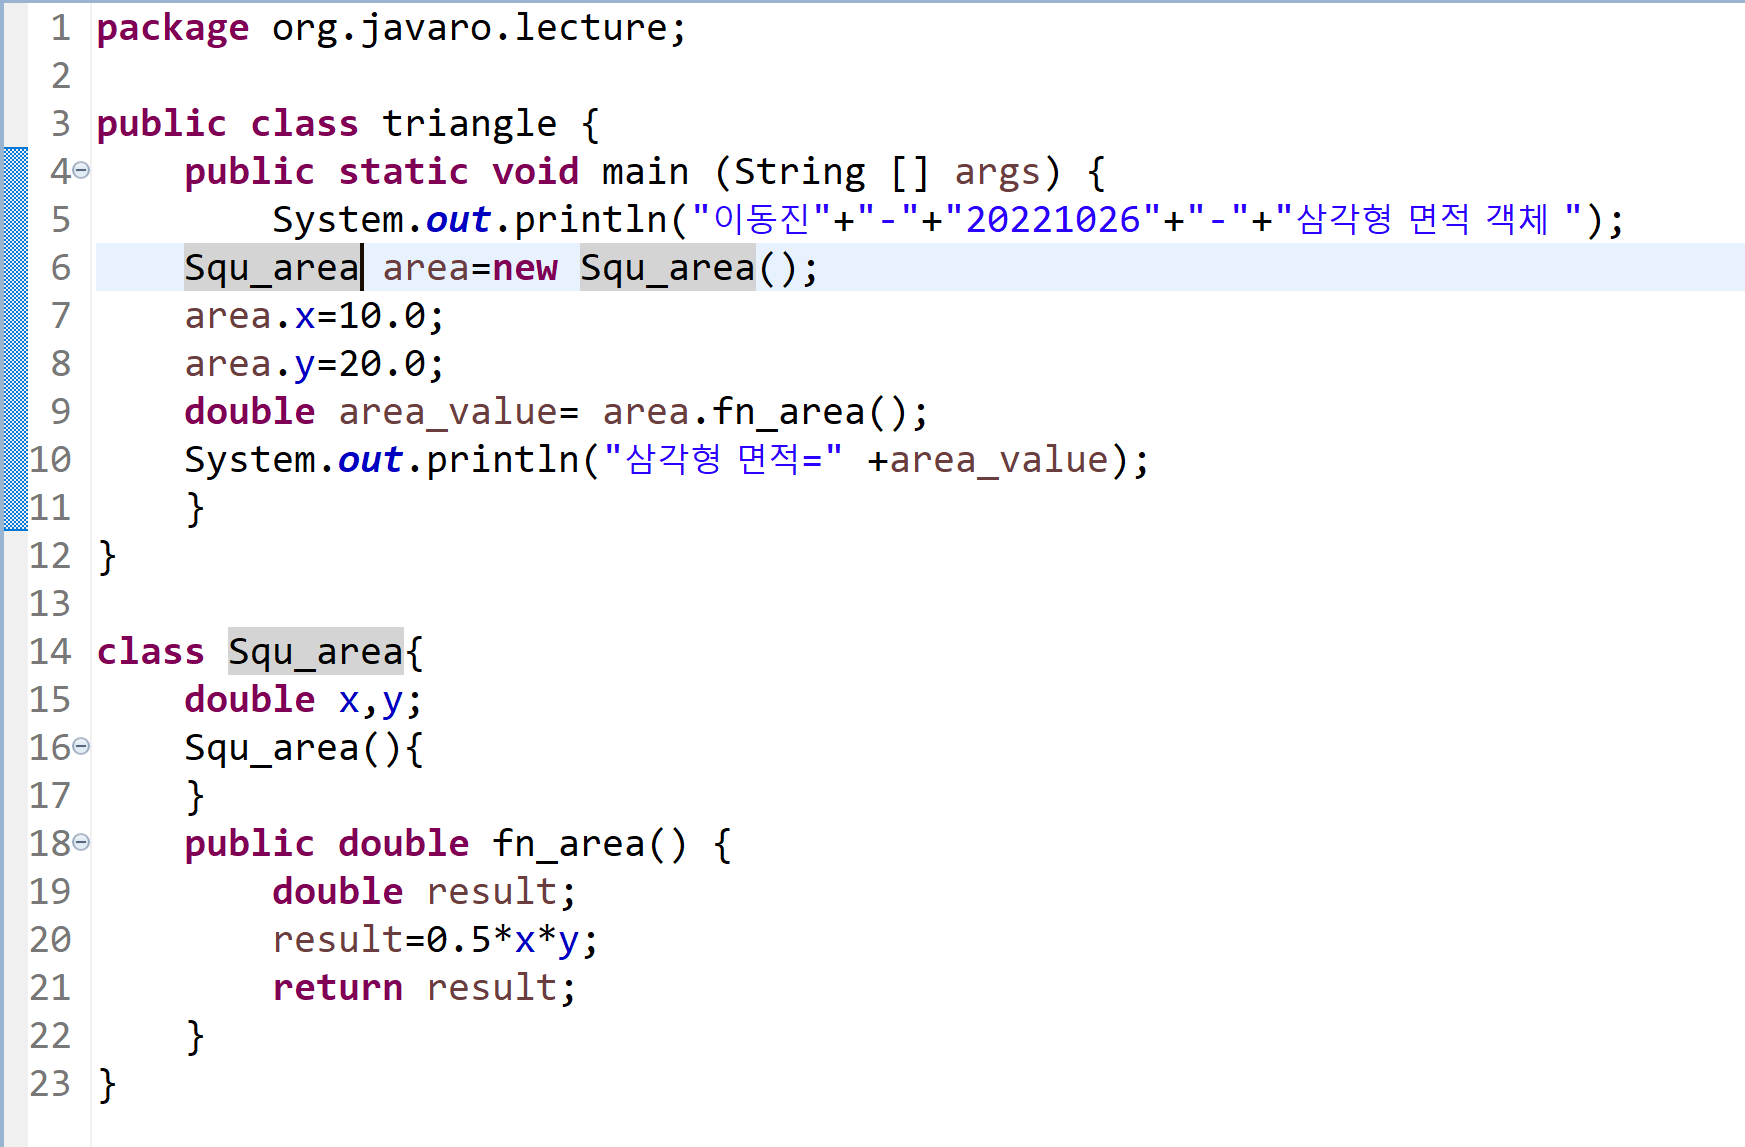 1 package org.javaro.lecture;
2
3 public class triangle {
4 public static void main (String [] args) {
5 System.out.println("이동진"+"-"+"20221026"+"-"+"삼각형 면적 객체 ");
6 Squ_area area=new Squ_area();
7 area.x=10.0;
8 area.y=20.0;
9 double area_value= area.fn_area();
10 System.out.println("삼각형 면적=" +area_value);
11 }
12 }
13
14 class Squ_area{
15 double x,y;
16 Squ_area(){
17 }
18 public double fn_area() {
19 double result;
20 result=0.5*x*y;
21 return result;
22 }
23 }